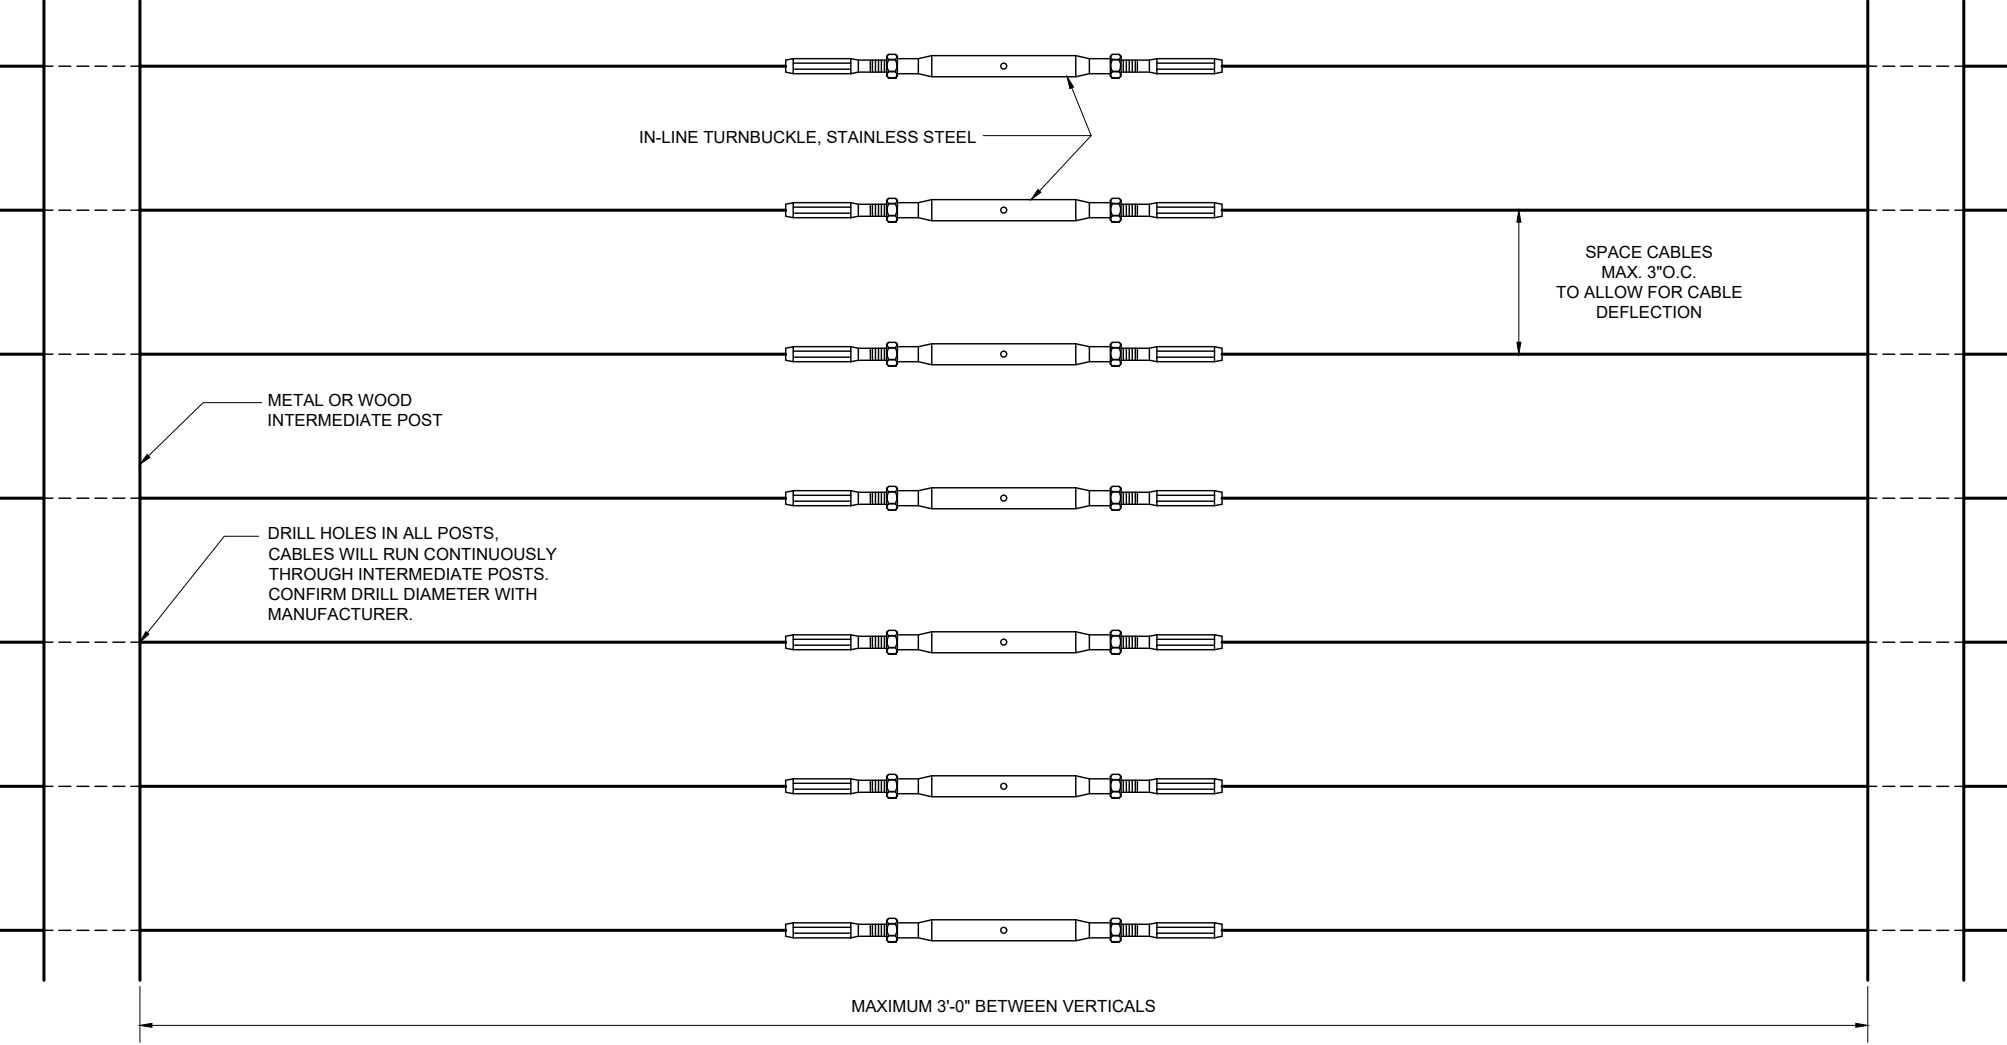 IN-LINE TURNBUCKLE, STAINLESS STEEL
SPACE CABLES
MAX. 3"O.C.
TO ALLOW FOR CABLE
DEFLECTION
METAL OR WOOD
INTERMEDIATE POST
DRILL HOLES IN ALL POSTS,
CABLES WILL RUN CONTINUOUSLY
THROUGH INTERMEDIATE POSTS.
CONFIRM DRILL DIAMETER WITH
MANUFACTURER.
MAXIMUM 3'-0" BETWEEN VERTICALS